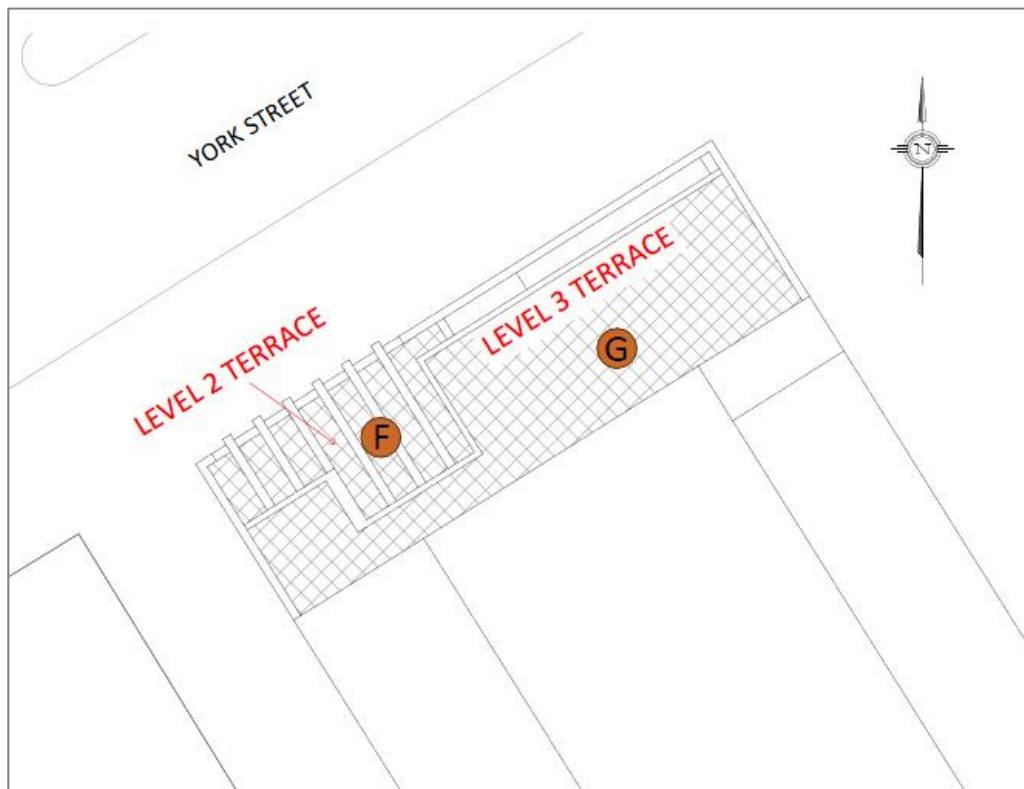 YORK STREET
N
LEVEL 3 TERRACE
LEVEL 2 TERRACE
G
F